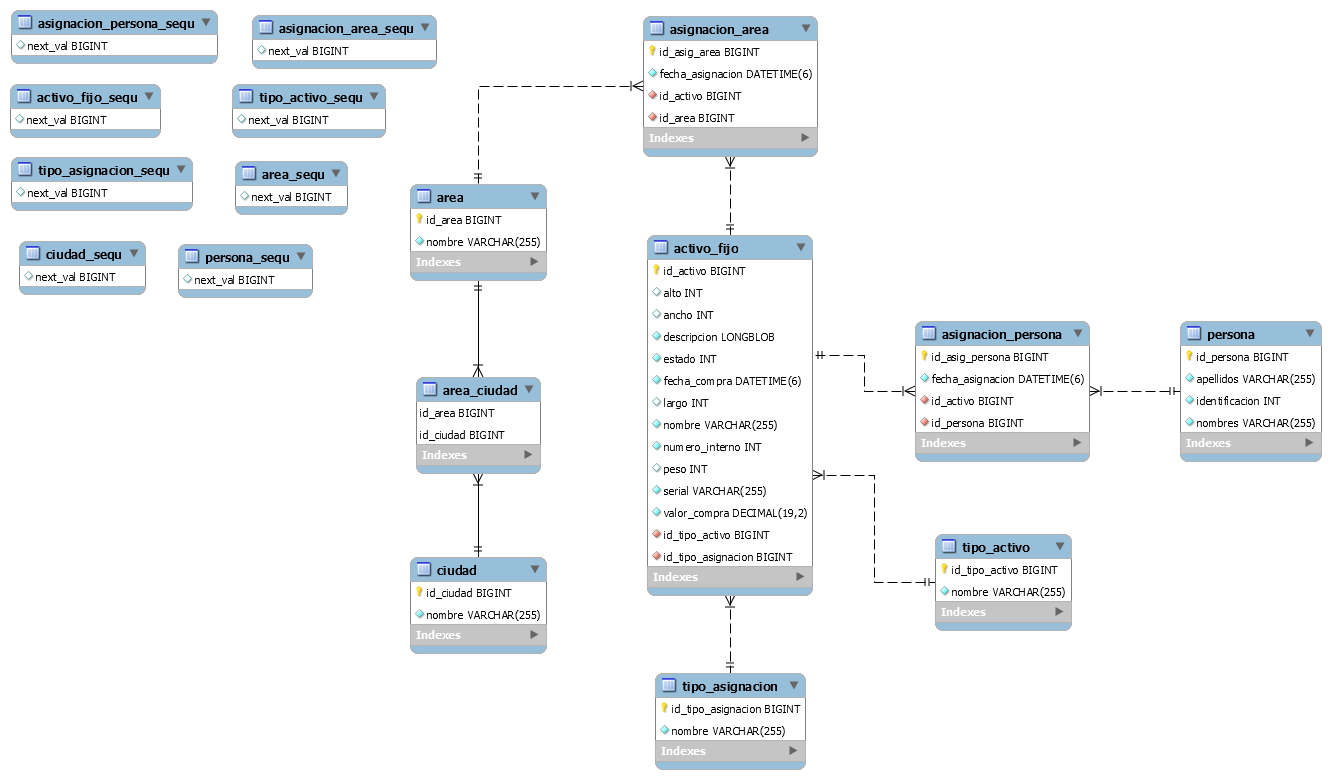 asignacion_persona_sequ
next_val BIGINT
asignacion_area_sequ
next_val BIGINT
activo_fijo_sequ
next_val BIGINT
tipo_activo_sequ
next_val BIGINT
tipo_asignacion_sequ
next_val BIGINT
area_sequ
next_val BIGINT
ciudad_sequ
next_val BIGINT
persona_sequ
next_val BIGINT
asignacion_area
id_asig_area BIGINT
fecha_asignacion DATETIME(6)
id_activo BIGINT
id_area BIGINT
Indexes
area
id_area BIGINT
nombre VARCHAR(255)
Indexes
area_ciudad
id_area BIGINT
id_ciudad BIGINT
Indexes
ciudad
id_ciudad BIGINT
nombre VARCHAR(255)
Indexes
activo_fijo
id_activo BIGINT
alto INT
ancho INT
descripcion LONGBLOB
estado INT
fecha_compra DATETIME(6)
largo INT
nombre VARCHAR(255)
numero_interno INT
peso INT
serial VARCHAR(255)
valor_compra DECIMAL(19,2)
id_tipo_activo BIGINT
id_tipo_asignacion BIGINT
Indexes
asignacion_persona
id_asig_persona BIGINT
fecha_asignacion DATETIME(6)
id_activo BIGINT
id_persona BIGINT
Indexes
persona
id_persona BIGINT
apellidos VARCHAR(255)
identificacion INT
nombres VARCHAR(255)
Indexes
tipo_activo
id_tipo_activo BIGINT
nombre VARCHAR(255)
Indexes
tipo_asignacion
id_tipo_asignacion BIGINT
nombre VARCHAR(255)
Indexes